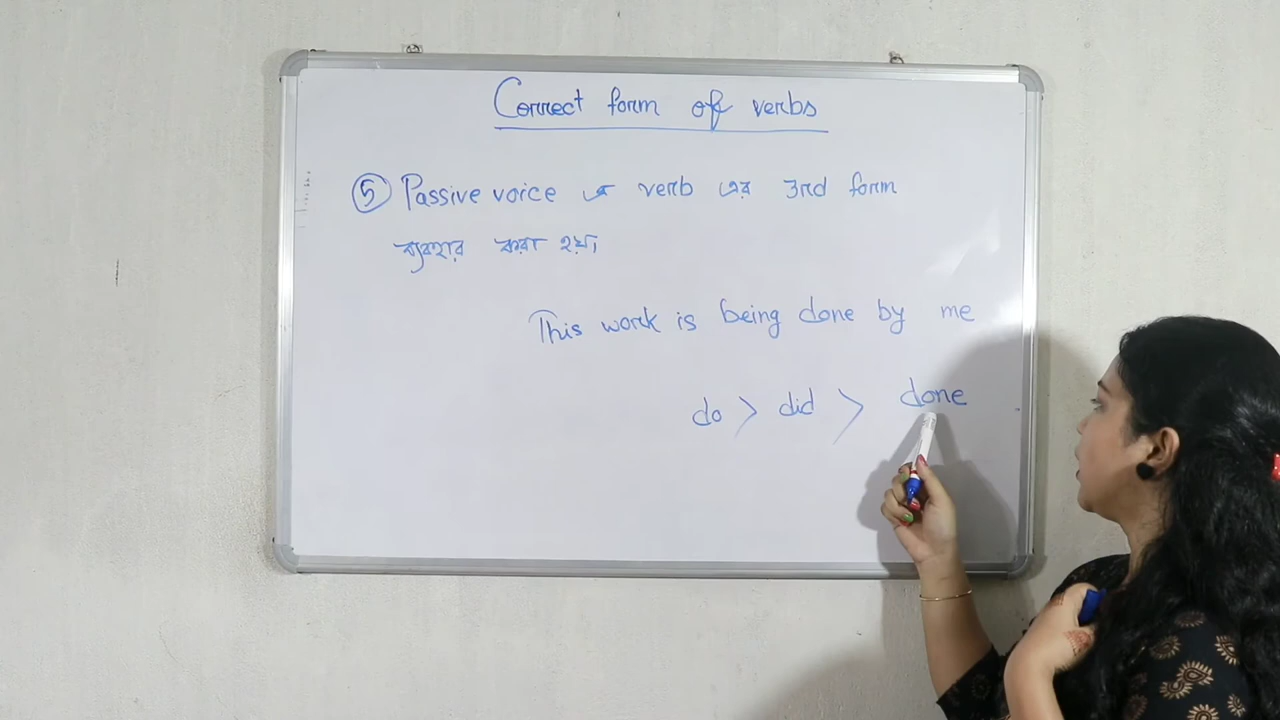 Correct form of verbs
⑤ Passive voice এ verb এর 3rd form
ব্যবহার করা হয়।
This work is being done by me
do > did > done